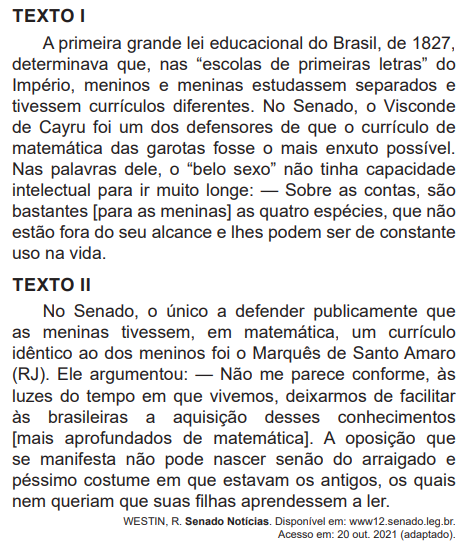 TEXTO I
A primeira grande lei educacional do Brasil, de 1827,
determinava que, nas “escolas de primeiras letras” do
Império, meninos e meninas estudassem separados e
tivessem currículos diferentes. No Senado, o Visconde
de Cayru foi um dos defensores de que o currículo de
matemática das garotas fosse o mais enxuto possível.
Nas palavras dele, o “belo sexo” não tinha capacidade
intelectual para ir muito longe: — Sobre as contas, são
bastantes [para as meninas] as quatro espécies, que não
estão fora do seu alcance e lhes podem ser de constante
uso na vida.
TEXTO II
No Senado, o único a defender publicamente que
as meninas tivessem, em matemática, um currículo
idêntico ao dos meninos foi o Marquês de Santo Amaro
(RJ). Ele argumentou: — Não me parece conforme, às
luzes do tempo em que vivemos, deixarmos de facilitar
às brasileiras a aquisição desses conhecimentos
[mais aprofundados de matemática]. A oposição que
se manifesta não pode nascer senão do arraigado e
péssimo costume em que estavam os antigos, os quais
nem queriam que suas filhas aprendessem a ler.
WESTIN, R. Senado Notícias. Disponível em: www12.senado.leg.br.
Acesso em: 20 out. 2021 (adaptado).